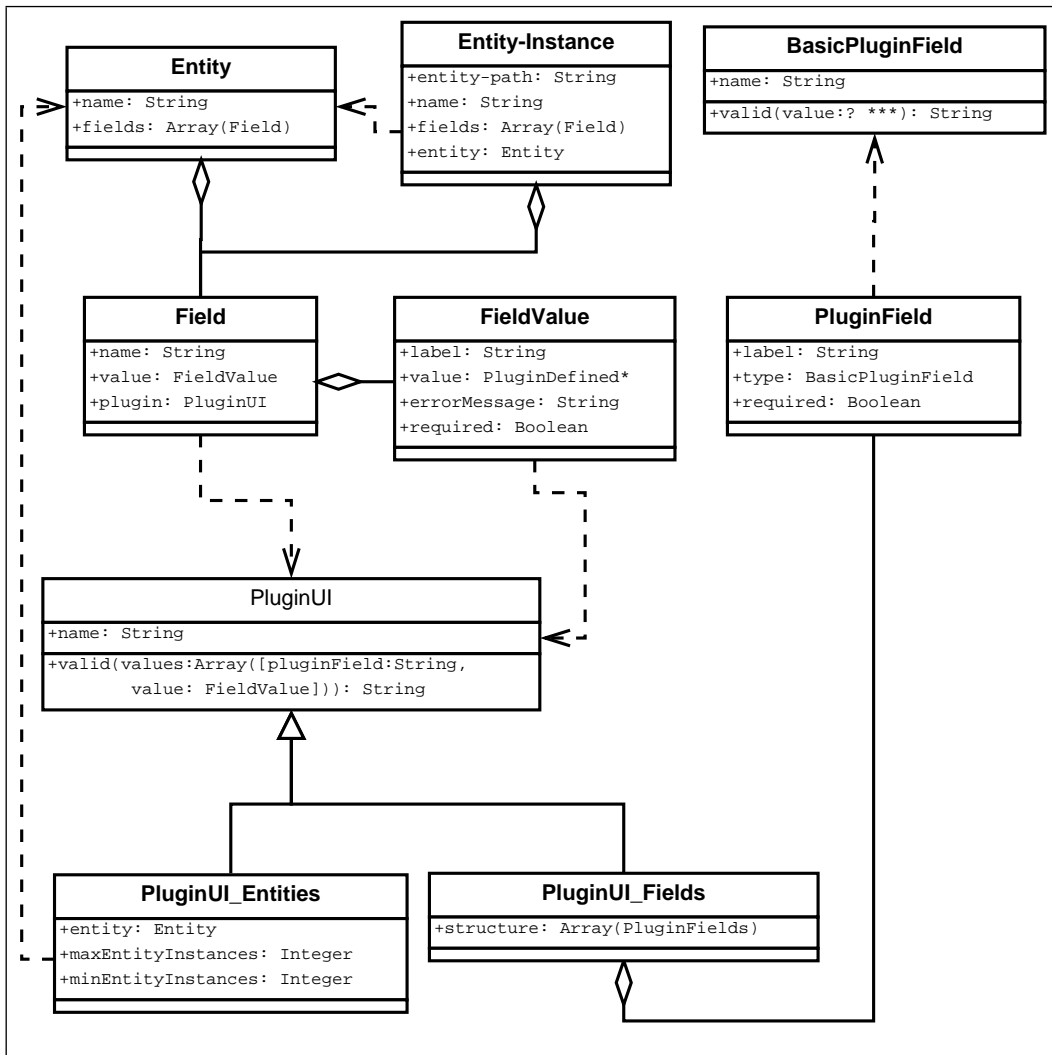 Entity
+name: String
+fields: Array(Field)
Entity-Instance
+entity-path: String
+name: String
+fields: Array(Field)
+entity: Entity
BasicPluginField
+name: String
+valid(value:? ***): String
Field
+name: String
+value: FieldValue
+plugin: PluginUI
FieldValue
+label: String
+value: PluginDefined*
+errorMessage: String
+required: Boolean
PluginField
+label: String
+type: BasicPluginField
+required: Boolean
PluginUI
+name: String
+valid(values:Array([pluginField:String,
value: FieldValue])): String
PluginUI_Entities
+entity: Entity
+maxEntityInstances: Integer
+minEntityInstances: Integer
PluginUI_Fields
+structure: Array(PluginFields)